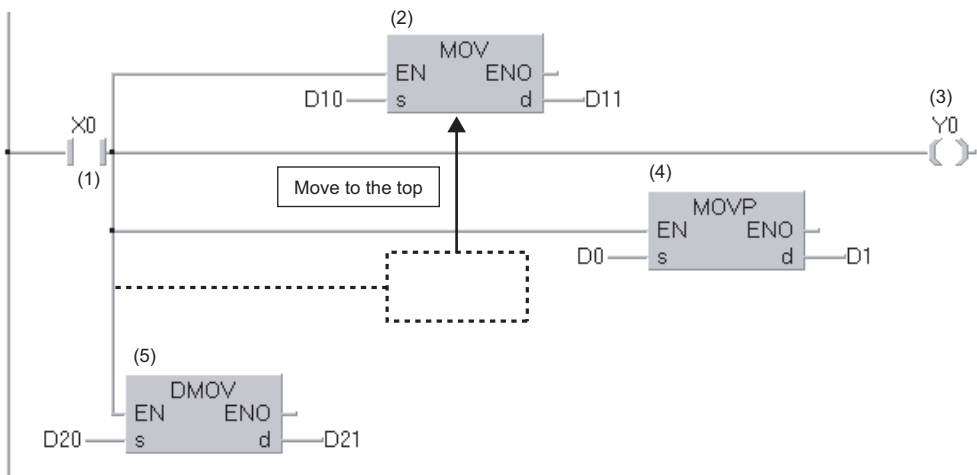 (2)
MOV
EN ENO
D10 s d D11
(3)
X0 Y0
(1)
Move to the top
(4)
MOVP
EN ENO
D0 s d D1
(5)
DMOV
EN ENO
D20 s d D21